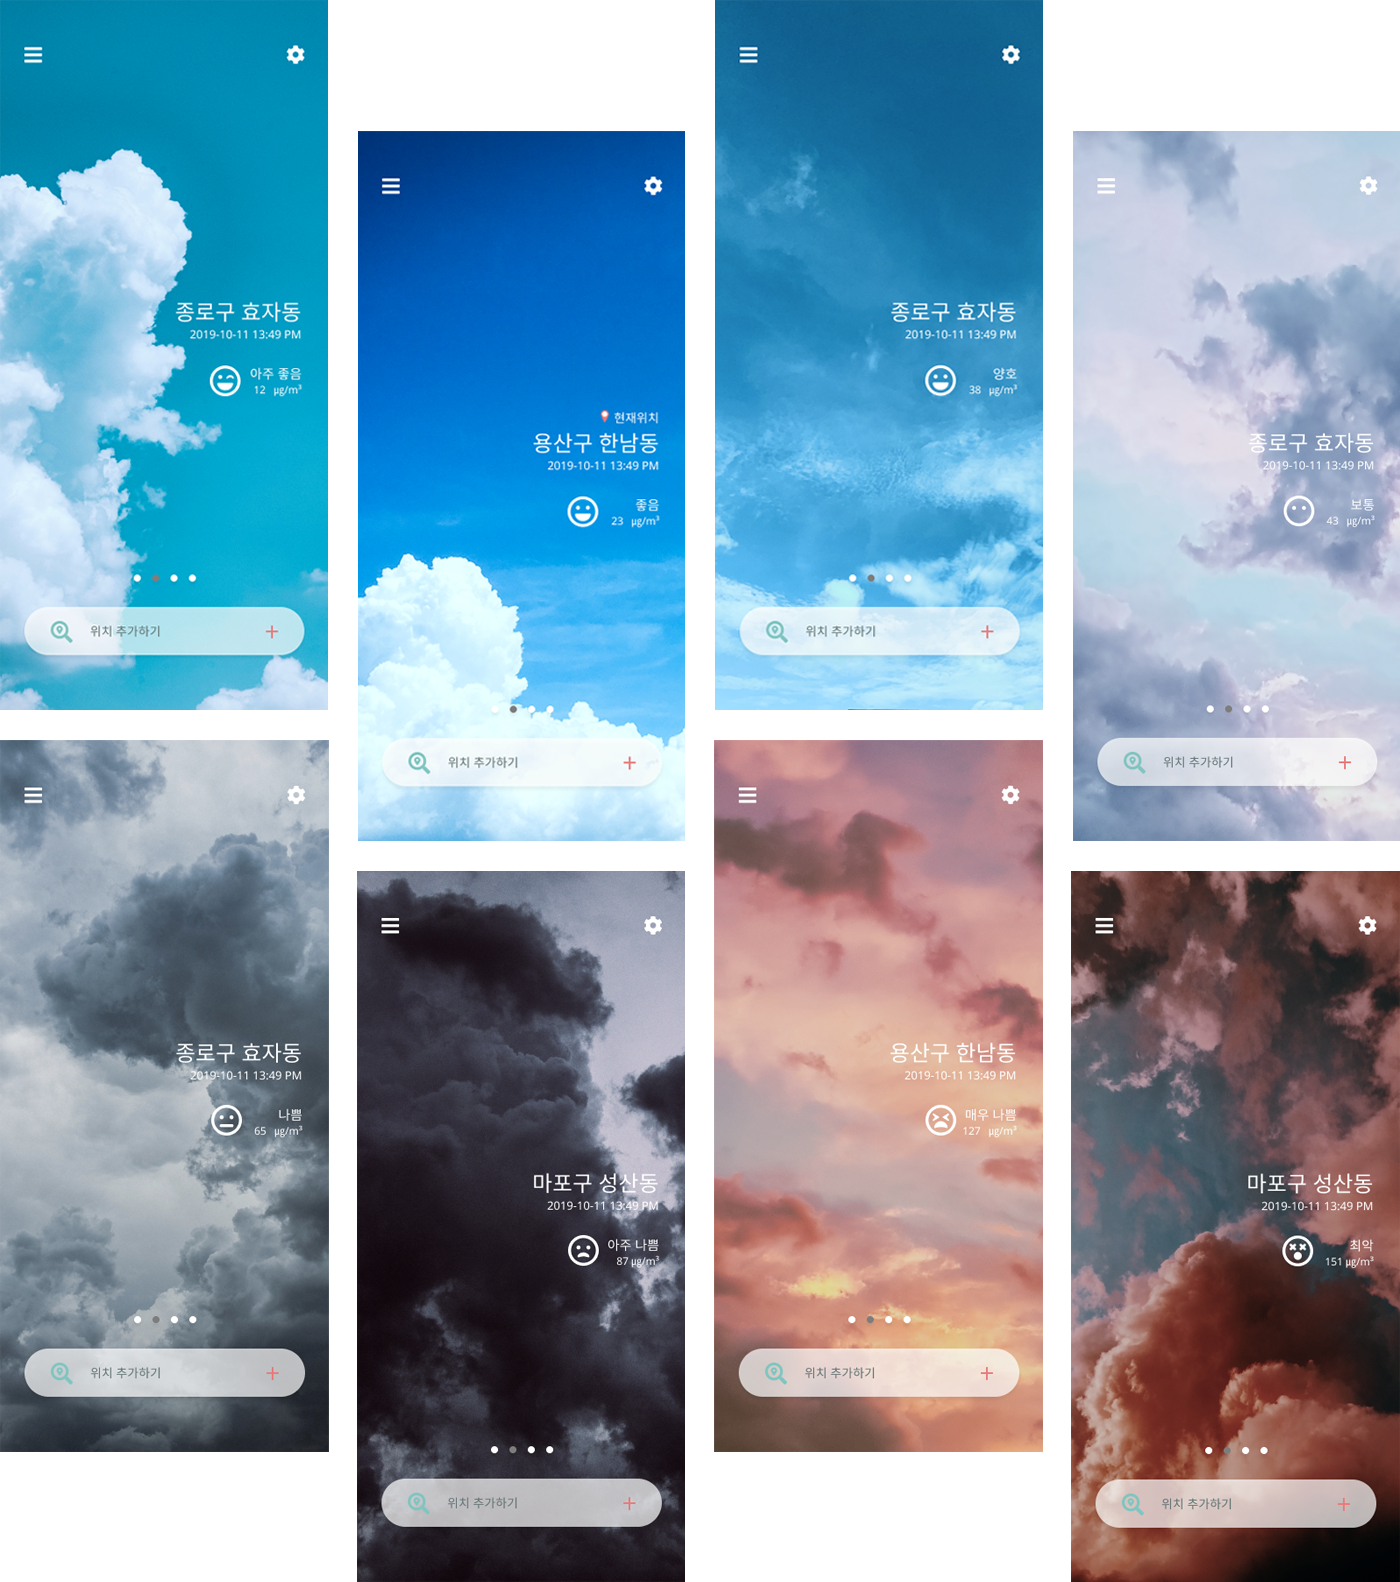 종로구 효자동
2019-10-11 13:49 PM
아주 좋음
12 μg/m³
위치 추가하기
현재위치
용산구 한남동
2019-10-11 13:49 PM
좋음
23 μg/m³
위치 추가하기
종로구 효자동
2019-10-11 13:49 PM
양호
38 μg/m³
위치 추가하기
종로구 효자동
2019-10-11 13:49 PM
보통
43 μg/m³
위치 추가하기
종로구 효자동
2019-10-11 13:49 PM
나쁨
65 μg/m³
위치 추가하기
마포구 성산동
2019-10-11 13:49 PM
아주 나쁨
87 μg/m³
위치 추가하기
용산구 한남동
2019-10-11 13:49 PM
매우 나쁨
127 μg/m³
위치 추가하기
마포구 성산동
2019-10-11 13:49 PM
최악
151 μg/m³
위치 추가하기